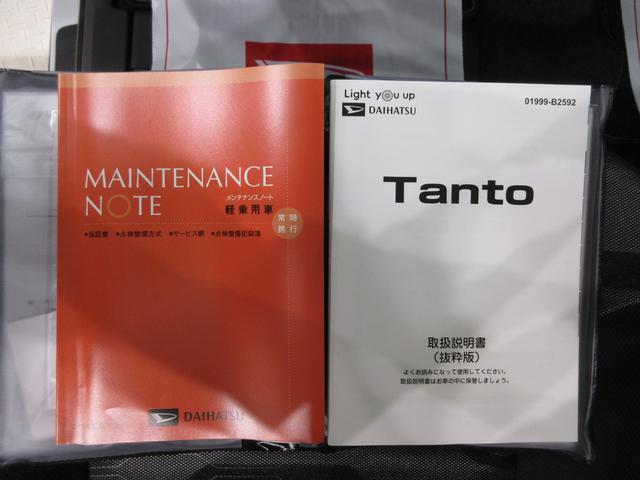 MAINTENANCE
NOTE
メンテナンスノート
軽乗用車
常時
携行
●保証書 ●点検整備方式 ●サービス網 ●点検整備記録簿
DAIHATSU
Light you up
DAIHATSU
01999-B2592
Tanto
取扱説明書
(抜粋版)
よくお読みになって使用してください。
取扱説明書はお車の中に保管しましょう。